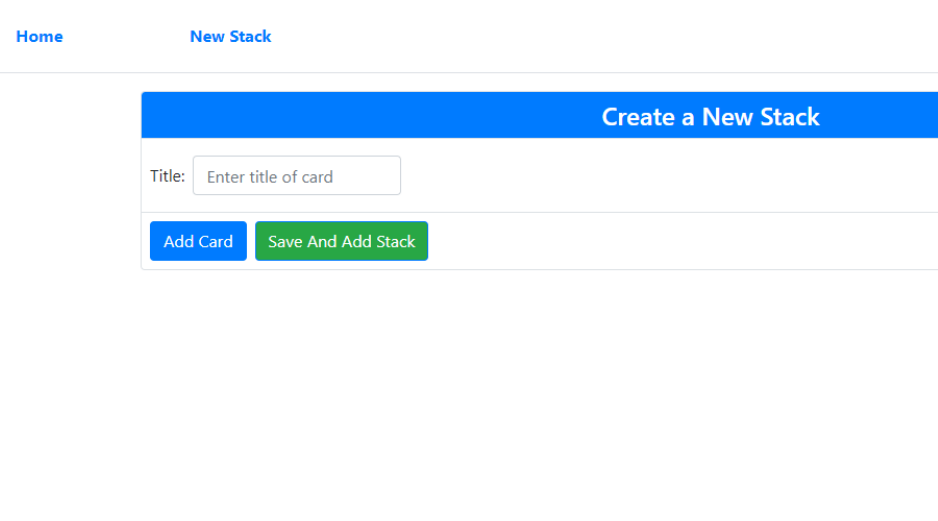 Home New Stack
Create a New Stack
Title: Enter title of card
Add Card Save And Add Stack